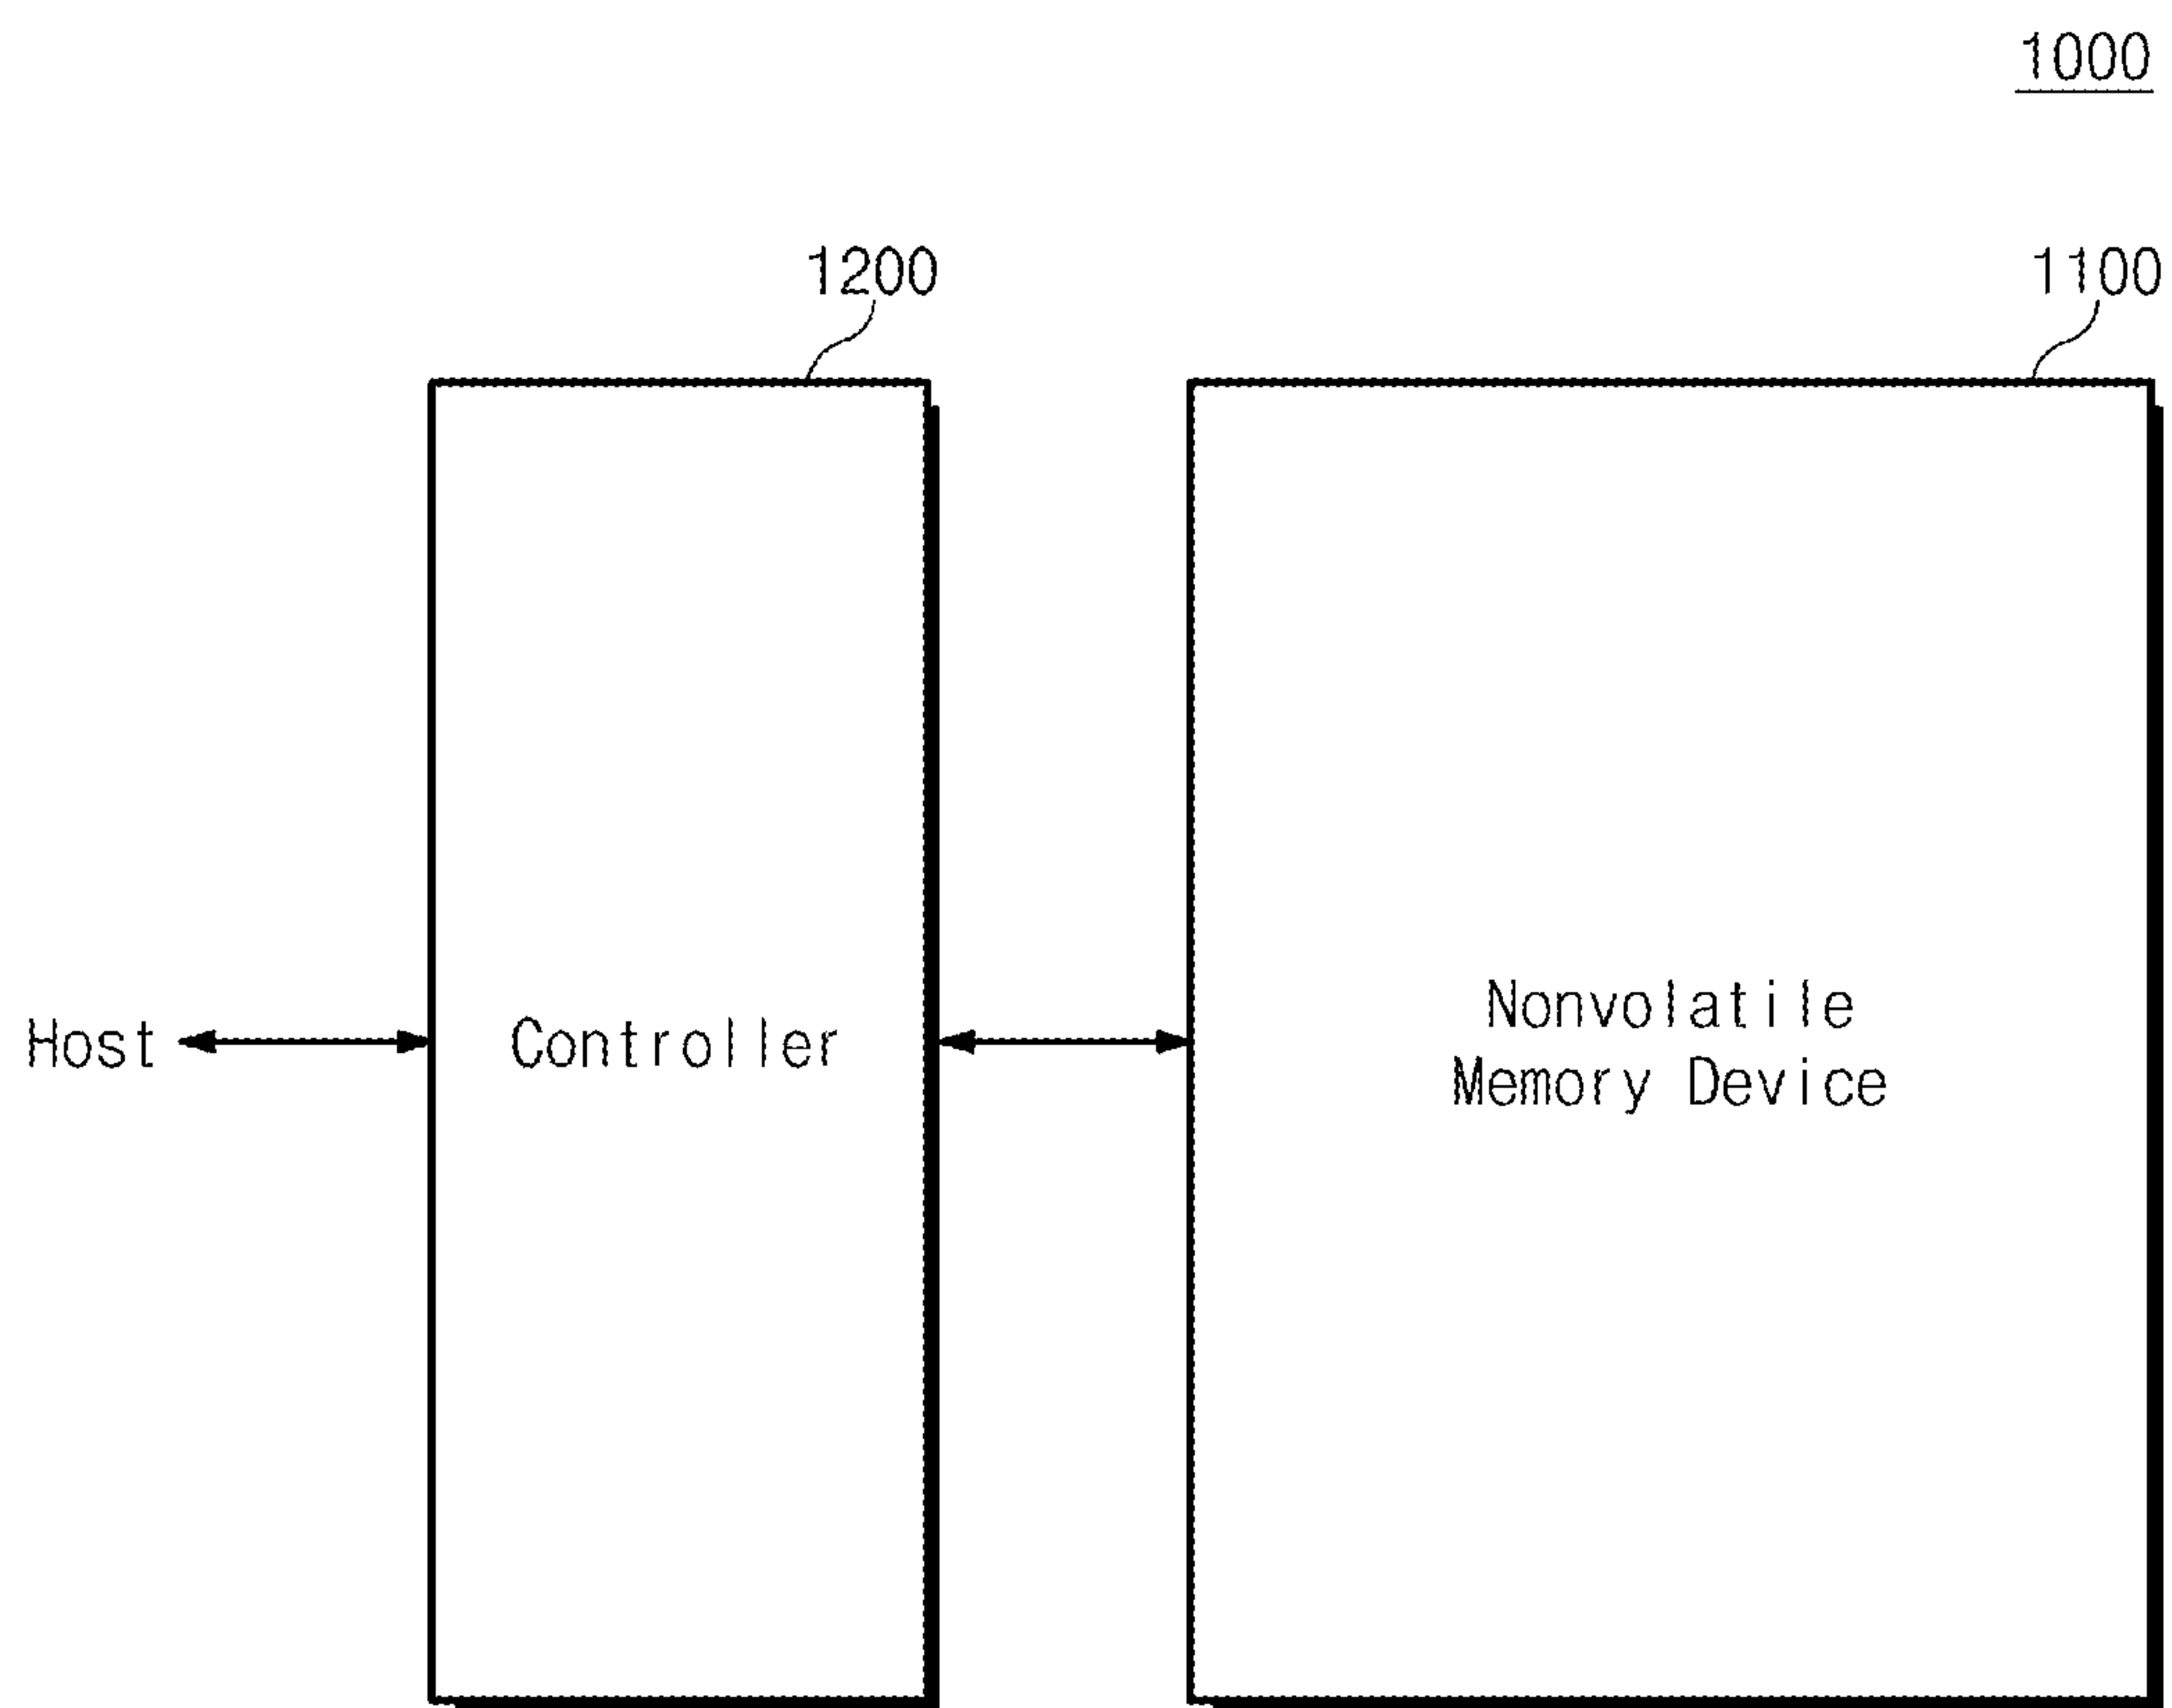 1000
1200
1100
Host
Controller
Nonvolatile
Memory Device